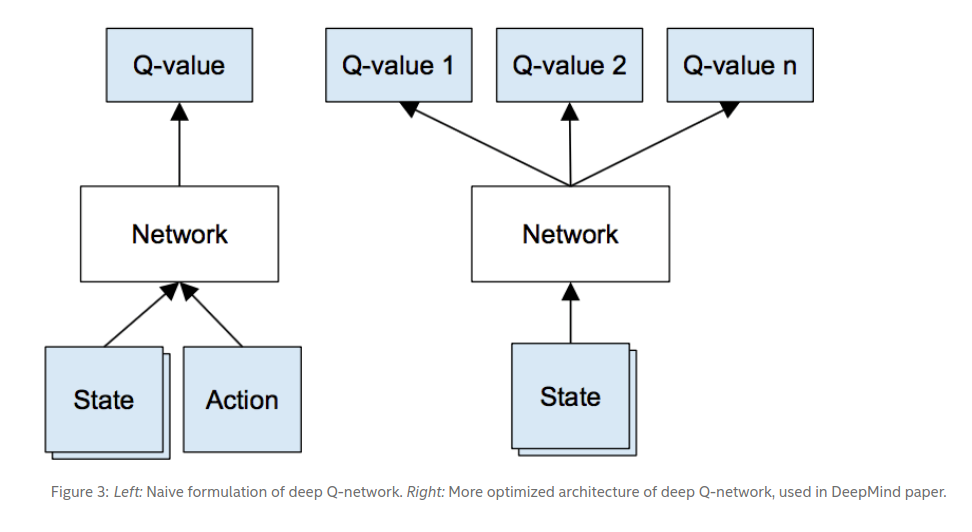 Q-value
Q-value 1
Q-value 2
Q-value n
Network
Network
State
Action
State
Figure 3: Left: Naive formulation of deep Q-network. Right: More optimized architecture of deep Q-network, used in DeepMind paper.